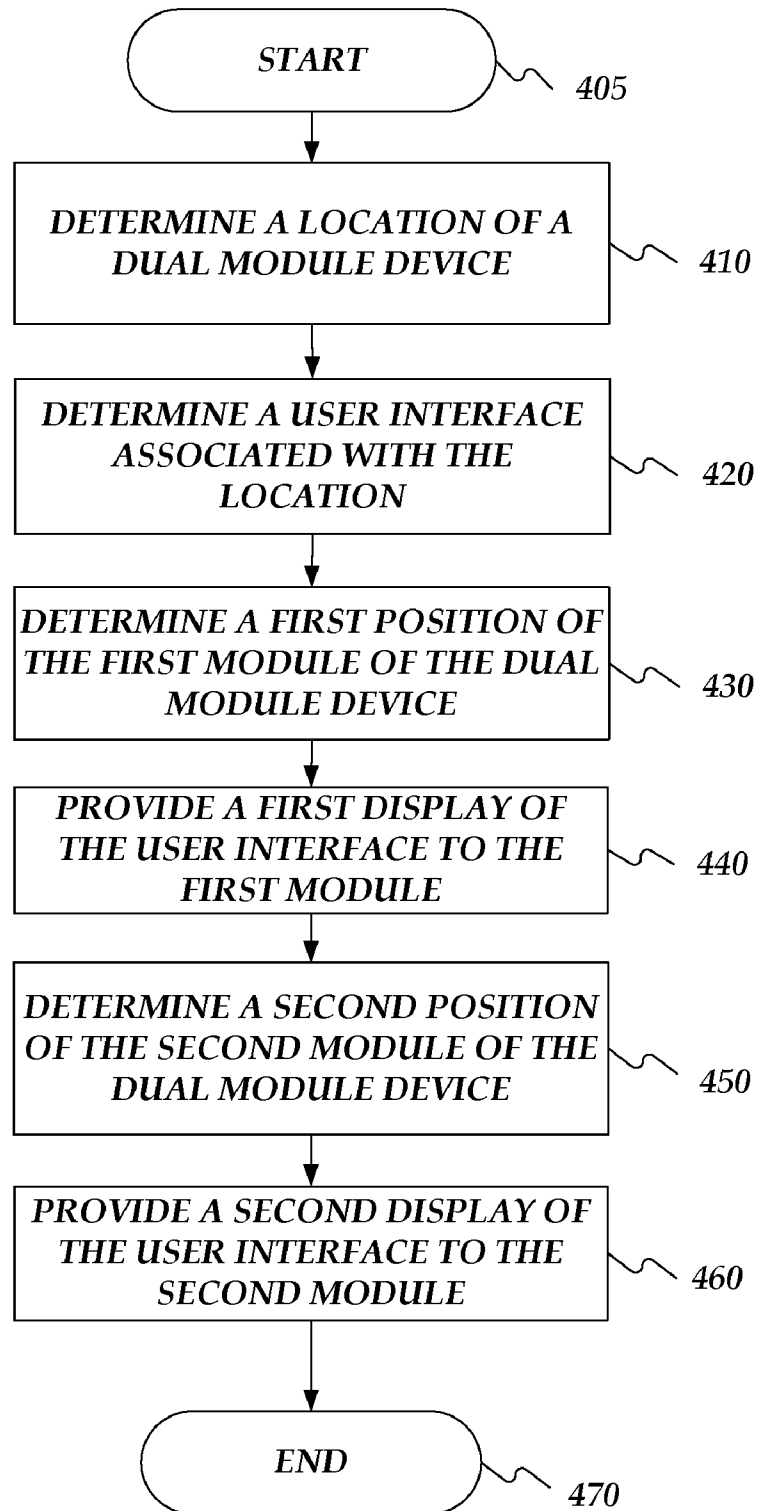 START
405
DETERMINE A LOCATION OF A
DUAL MODULE DEVICE
410
DETERMINE A USER INTERFACE
ASSOCIATED WITH THE
LOCATION
420
DETERMINE A FIRST POSITION OF
THE FIRST MODULE OF THE DUAL
MODULE DEVICE
430
PROVIDE A FIRST DISPLAY OF
THE USER INTERFACE TO THE
FIRST MODULE
440
DETERMINE A SECOND POSITION
OF THE SECOND MODULE OF THE
DUAL MODULE DEVICE
450
PROVIDE A SECOND DISPLAY OF
THE USER INTERFACE TO THE
SECOND MODULE
460
END
470